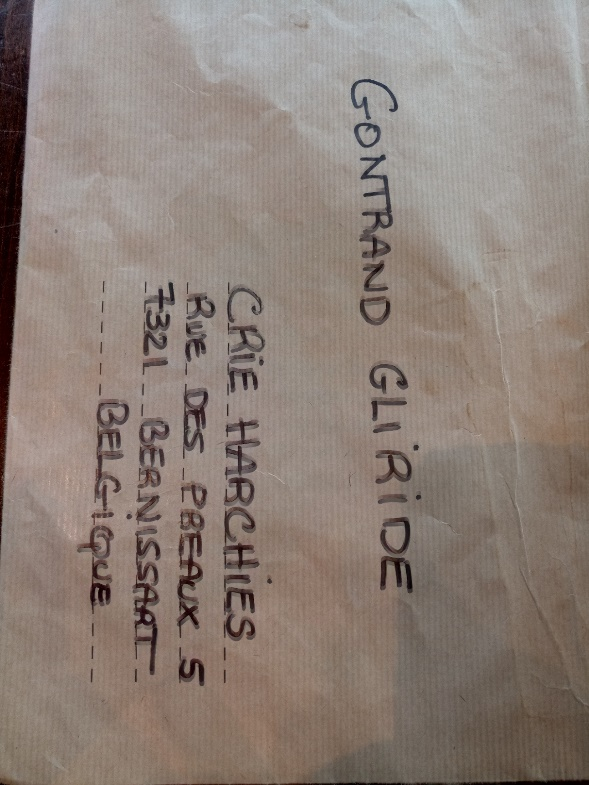 GONTRAND GLiRiDE
CRiE HARCHiES
RUE DES PREAUX 5
7321 BERNiSSART
BELGiQUE